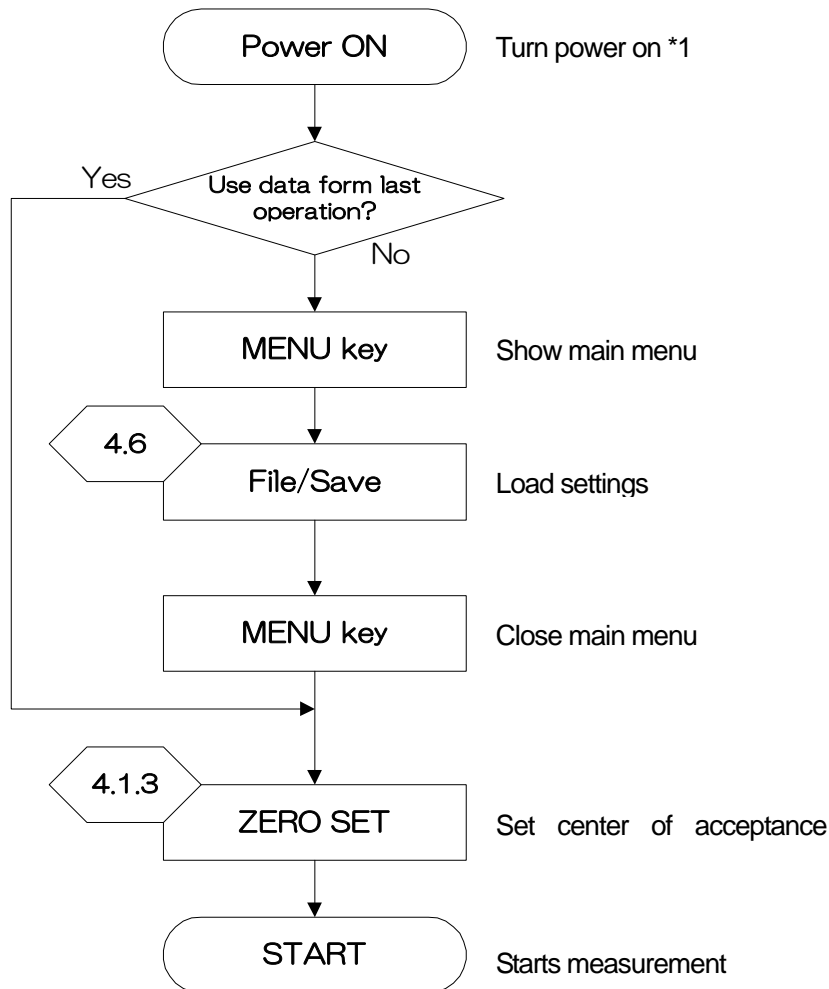 Power ON
Turn power on *1
Yes
Use data form last
operation?
No
MENU key
Show main menu
4.6
File/Save
Load settings
MENU key
Close main menu
4.1.3
ZERO SET
Set center of acceptance
START
Starts measurement